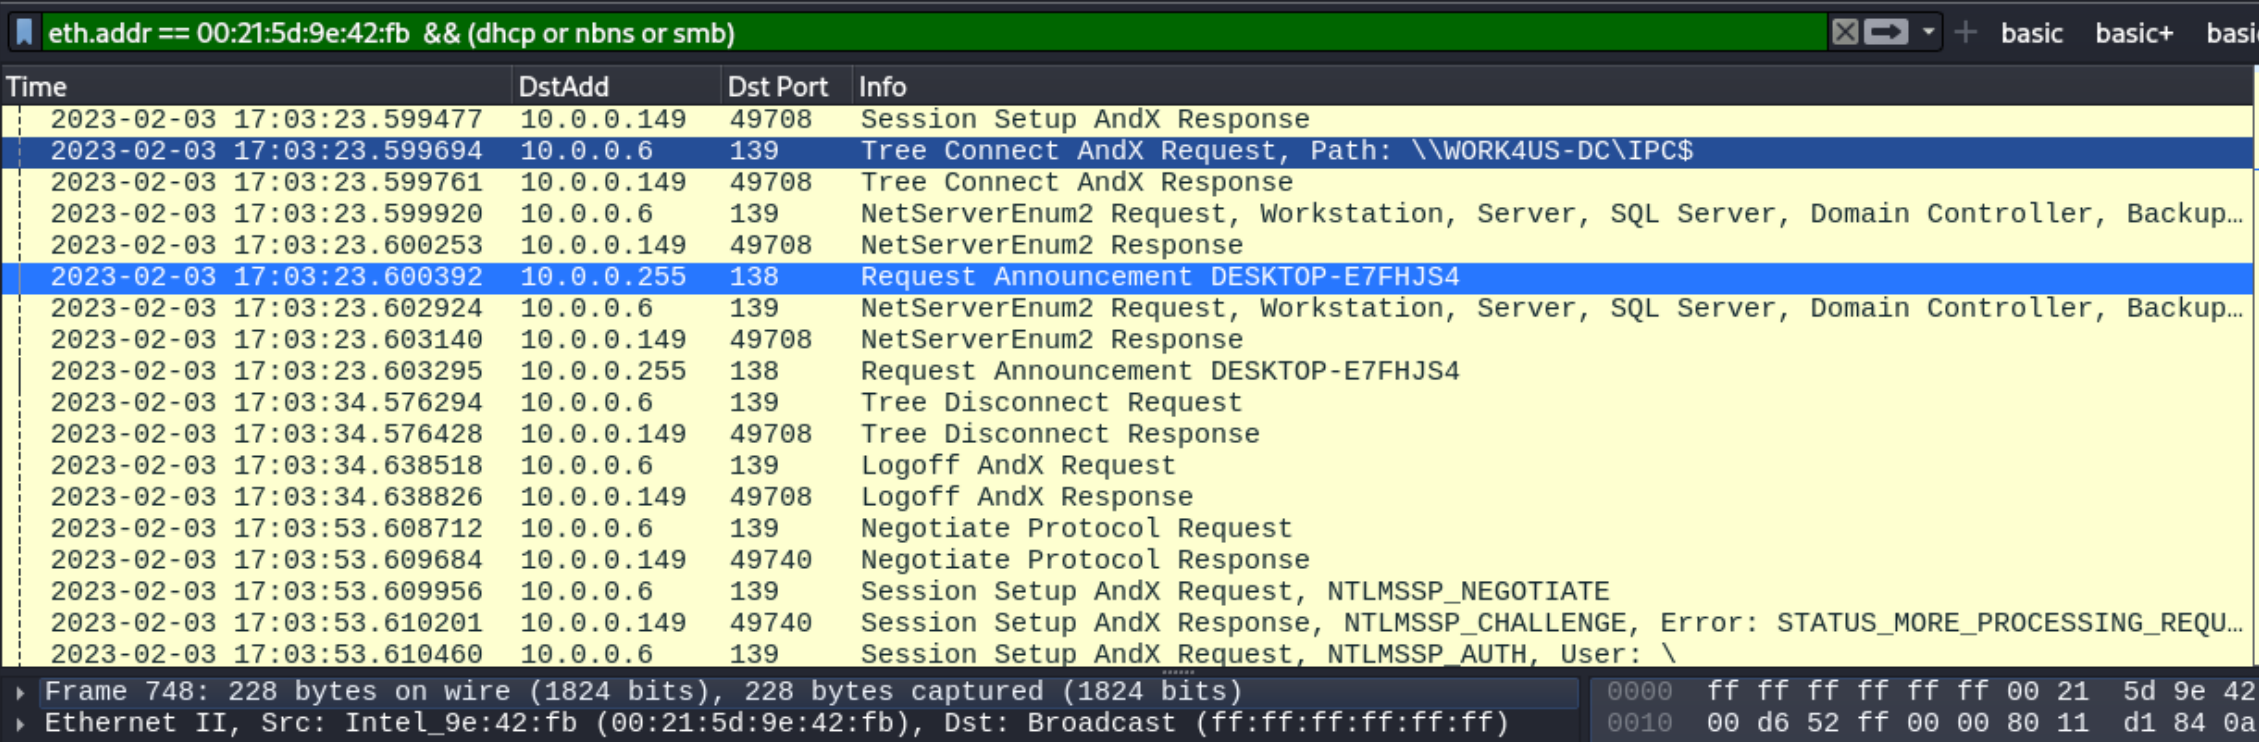 eth.addr == 00:21:5d:9e:42:fb && (dhcp or nbns or smb) basic basic+ basi
Time DstAdd Dst Port Info
2023-02-03 17:03:23.599477 10.0.0.149 49708 Session Setup AndX Response
2023-02-03 17:03:23.599694 10.0.0.6 139 Tree Connect AndX Request, Path: \\WORK4US-DC\IPC$
2023-02-03 17:03:23.599761 10.0.0.149 49708 Tree Connect AndX Response
2023-02-03 17:03:23.599920 10.0.0.6 139 NetServerEnum2 Request, Workstation, Server, SQL Server, Domain Controller, Backup…
2023-02-03 17:03:23.600253 10.0.0.149 49708 NetServerEnum2 Response
2023-02-03 17:03:23.600392 10.0.0.255 138 Request Announcement DESKTOP-E7FHJS4
2023-02-03 17:03:23.602924 10.0.0.6 139 NetServerEnum2 Request, Workstation, Server, SQL Server, Domain Controller, Backup…
2023-02-03 17:03:23.603140 10.0.0.149 49708 NetServerEnum2 Response
2023-02-03 17:03:23.603295 10.0.0.255 138 Request Announcement DESKTOP-E7FHJS4
2023-02-03 17:03:34.576294 10.0.0.6 139 Tree Disconnect Request
2023-02-03 17:03:34.576428 10.0.0.149 49708 Tree Disconnect Response
2023-02-03 17:03:34.638518 10.0.0.6 139 Logoff AndX Request
2023-02-03 17:03:34.638826 10.0.0.149 49708 Logoff AndX Response
2023-02-03 17:03:53.608712 10.0.0.6 139 Negotiate Protocol Request
2023-02-03 17:03:53.609684 10.0.0.149 49740 Negotiate Protocol Response
2023-02-03 17:03:53.609956 10.0.0.6 139 Session Setup AndX Request, NTLMSSP_NEGOTIATE
2023-02-03 17:03:53.610201 10.0.0.149 49740 Session Setup AndX Response, NTLMSSP_CHALLENGE, Error: STATUS_MORE_PROCESSING_REQU…
2023-02-03 17:03:53.610460 10.0.0.6 139 Session Setup AndX Request, NTLMSSP_AUTH, User: \
Frame 748: 228 bytes on wire (1824 bits), 228 bytes captured (1824 bits)
Ethernet II, Src: Intel_9e:42:fb (00:21:5d:9e:42:fb), Dst: Broadcast (ff:ff:ff:ff:ff:ff)
0000 ff ff ff ff ff ff 00 21 5d 9e 42
0010 00 d6 52 ff 00 00 80 11 d1 84 0a